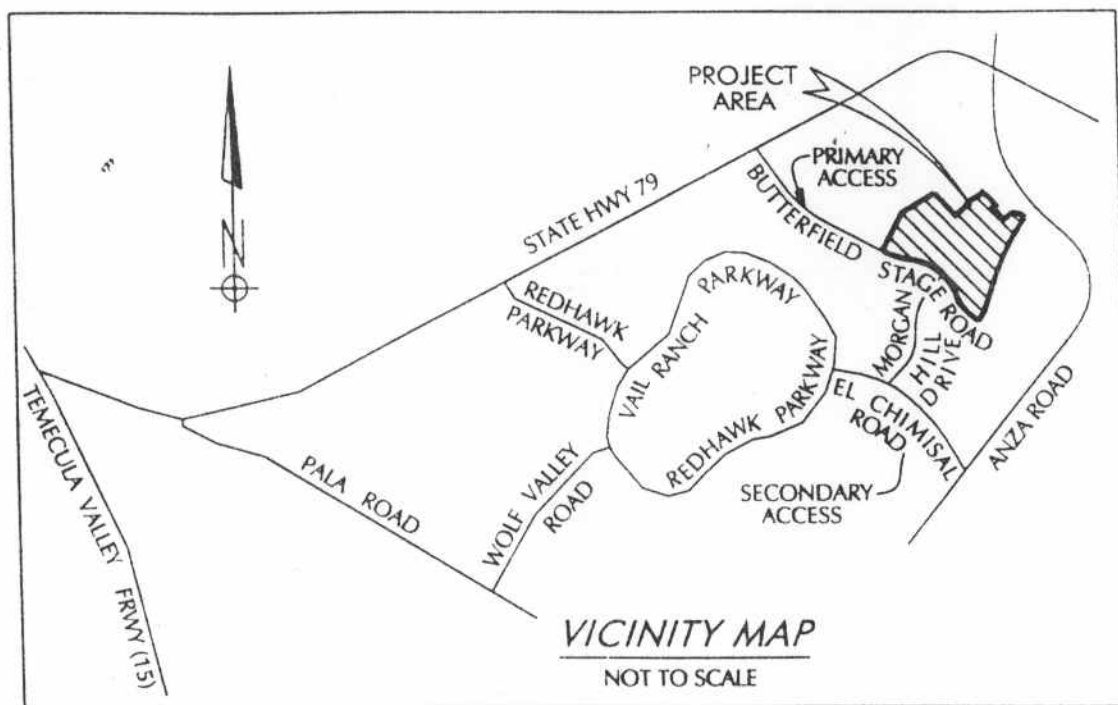 PROJECT
AREA
PRIMARY
ACCESS
STATE HWY 79
BUTTERFIELD STAGE ROAD
N
REDHAWK
PARKWAY
VAIL RANCH PARKWAY
MORGAN
HILL
DRIVE
REDHAWK PARKWAY
EL CHIMISAL
ROAD
ANZA ROAD
TEMECULA VALLEY FRWY (15)
PALA ROAD
WOLF VALLEY
ROAD
SECONDARY
ACCESS
VICINITY MAP
NOT TO SCALE